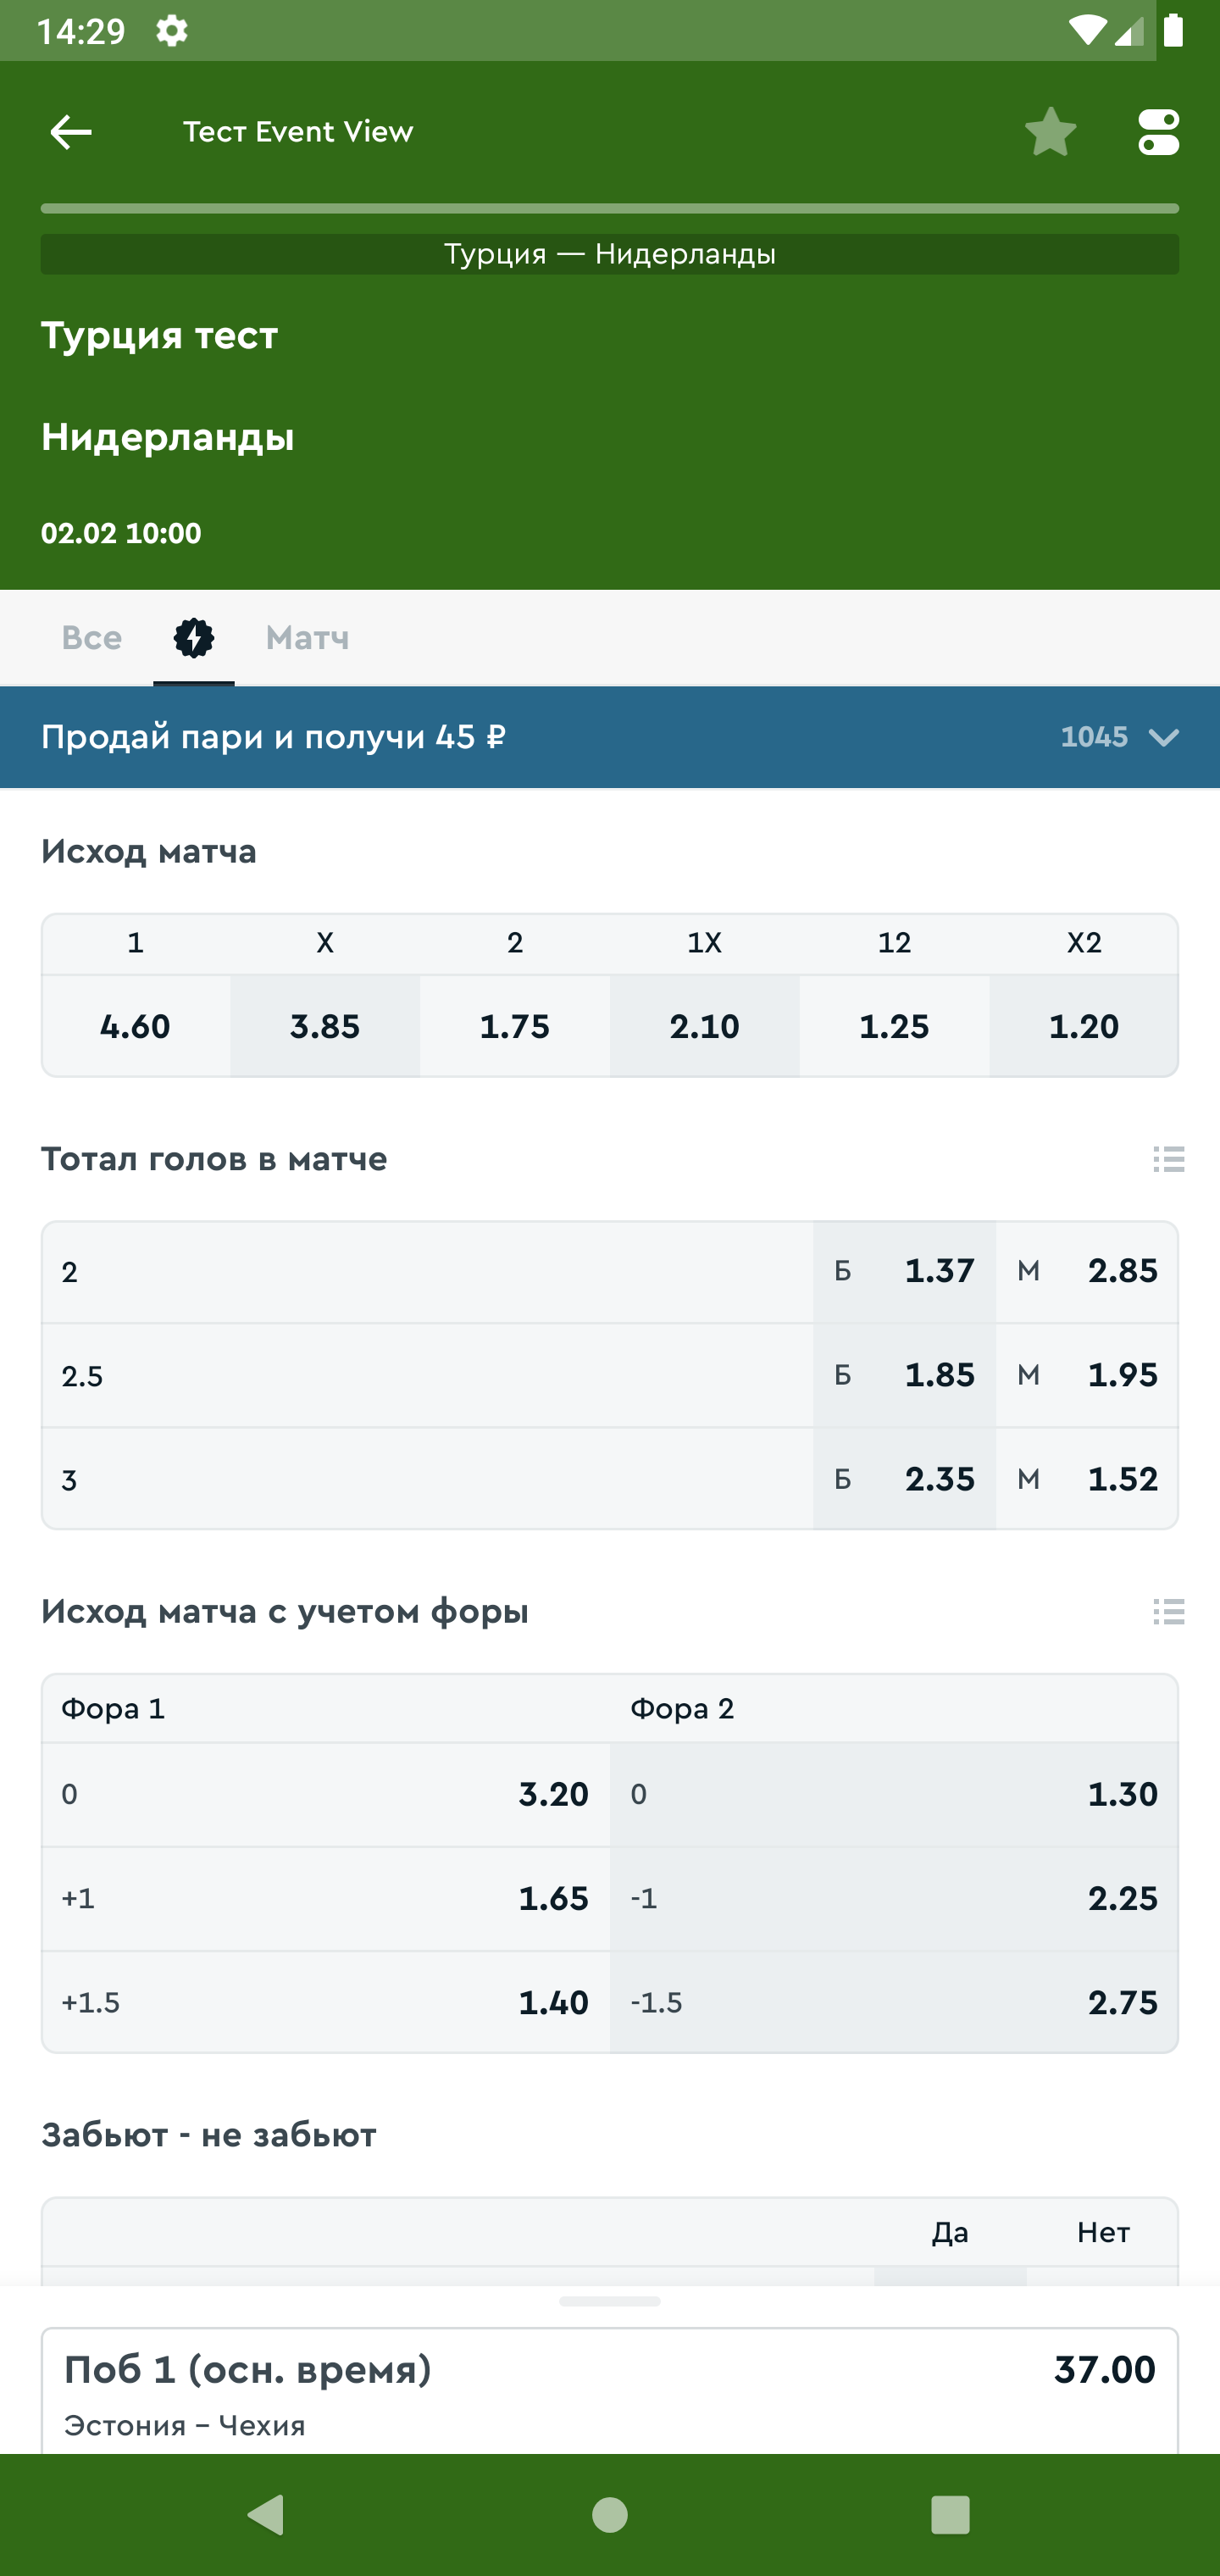 14:29
Тест Event View
Турция — Нидерланды
Турция тест
Нидерланды
02.02 10:00
Все Матч
Продай пари и получи 45 ₽ 1045
Исход матча
1 X 2 1X 12 X2
4.60 3.85 1.75 2.10 1.25 1.20
Тотал голов в матче
2 Б 1.37 М 2.85
2.5 Б 1.85 М 1.95
3 Б 2.35 М 1.52
Исход матча с учетом форы
Фора 1 Фора 2
0 3.20 0 1.30
+1 1.65 -1 2.25
+1.5 1.40 -1.5 2.75
Забьют - не забьют
Да Нет
Поб 1 (осн. время) 37.00
Эстония – Чехия